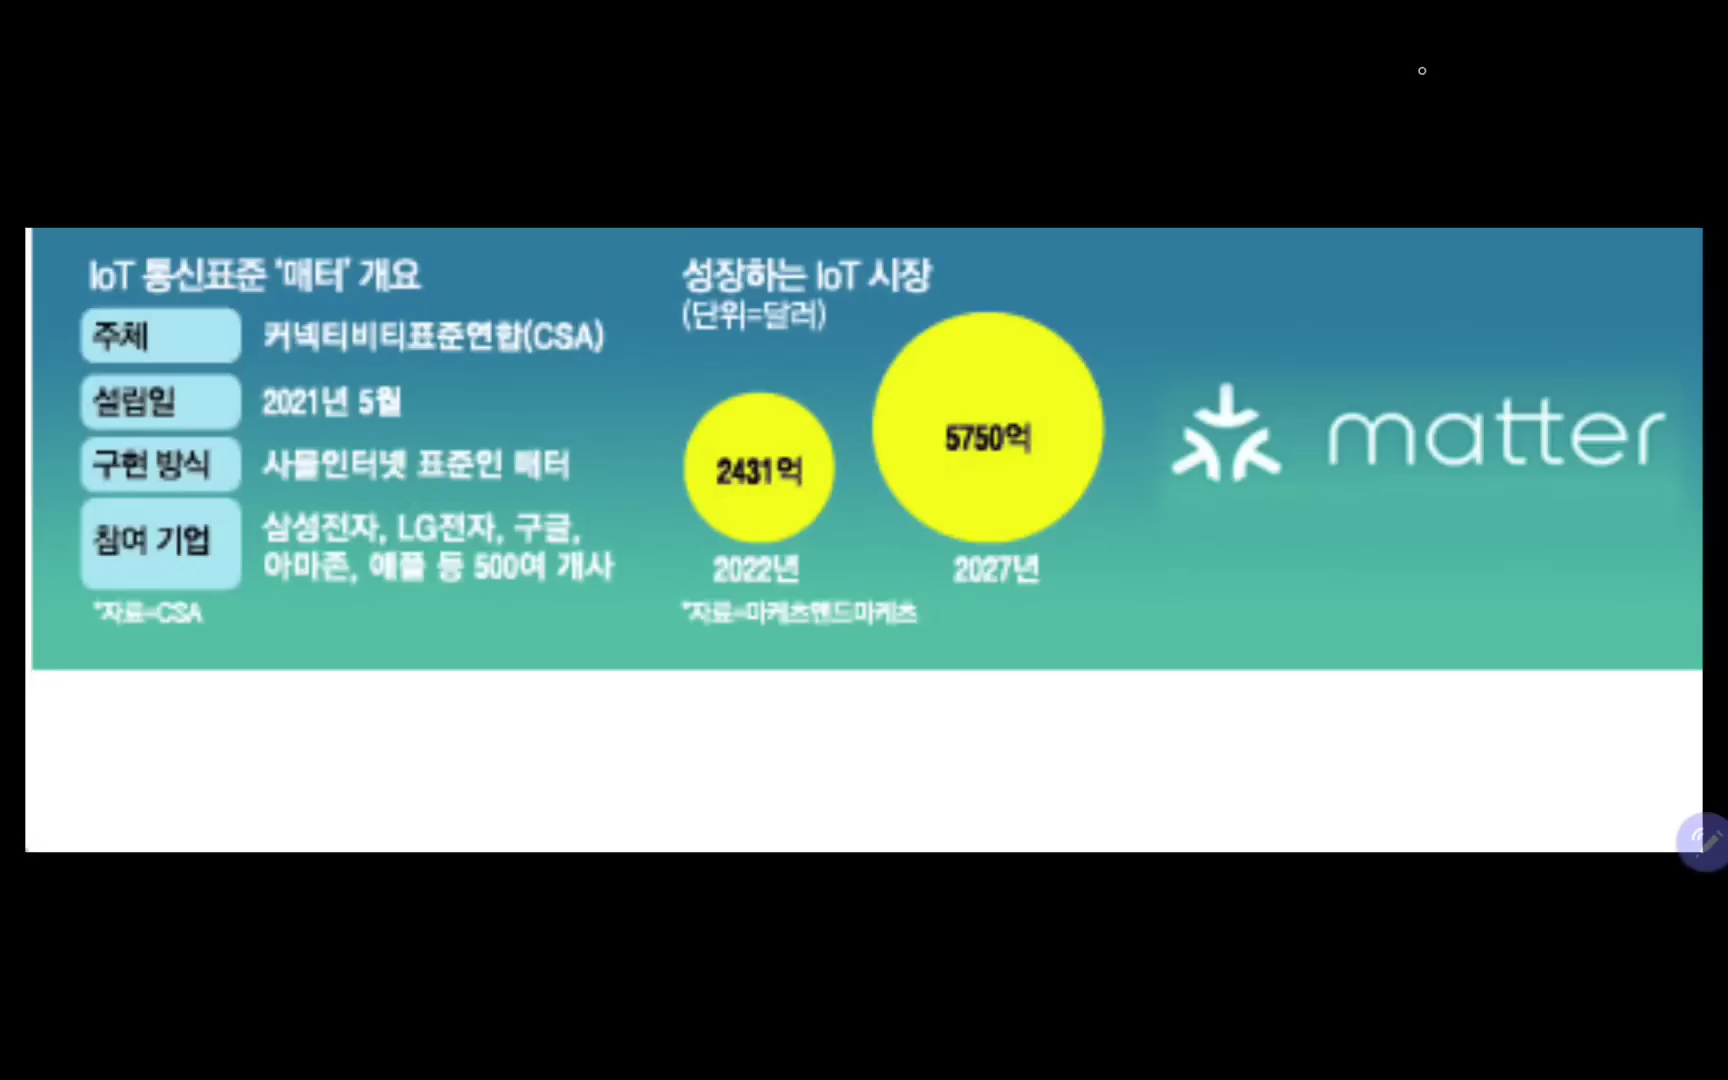 IoT 통신표준 '매터' 개요
주체 커넥티비티표준연합(CSA)
설립일 2021년 5월
구현 방식 사물인터넷 표준인 매터
참여 기업 삼성전자, LG전자, 구글,
아마존, 애플 등 500여 개사
*자료=CSA
성장하는 IoT 시장
(단위=달러)
2431억
5750억
2022년
2027년
*자료=마케츠앤드마케츠
matter